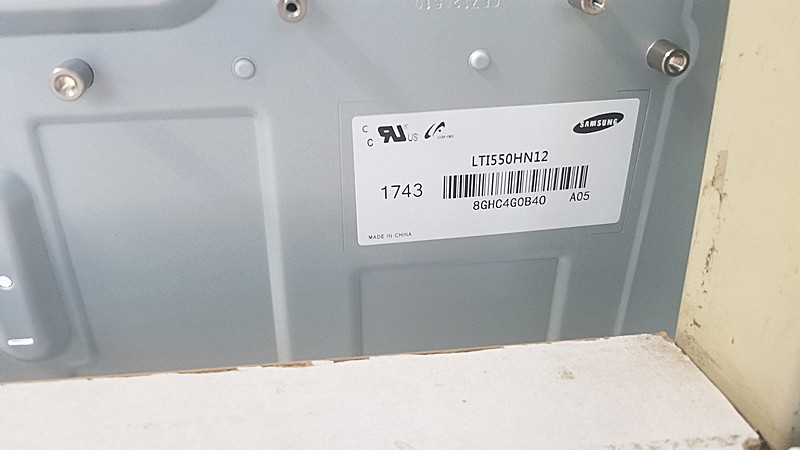 C
C
US
SAMSUNG
LTI550HN12
1743
8GHC4G0B40 A05
MADE IN CHINA